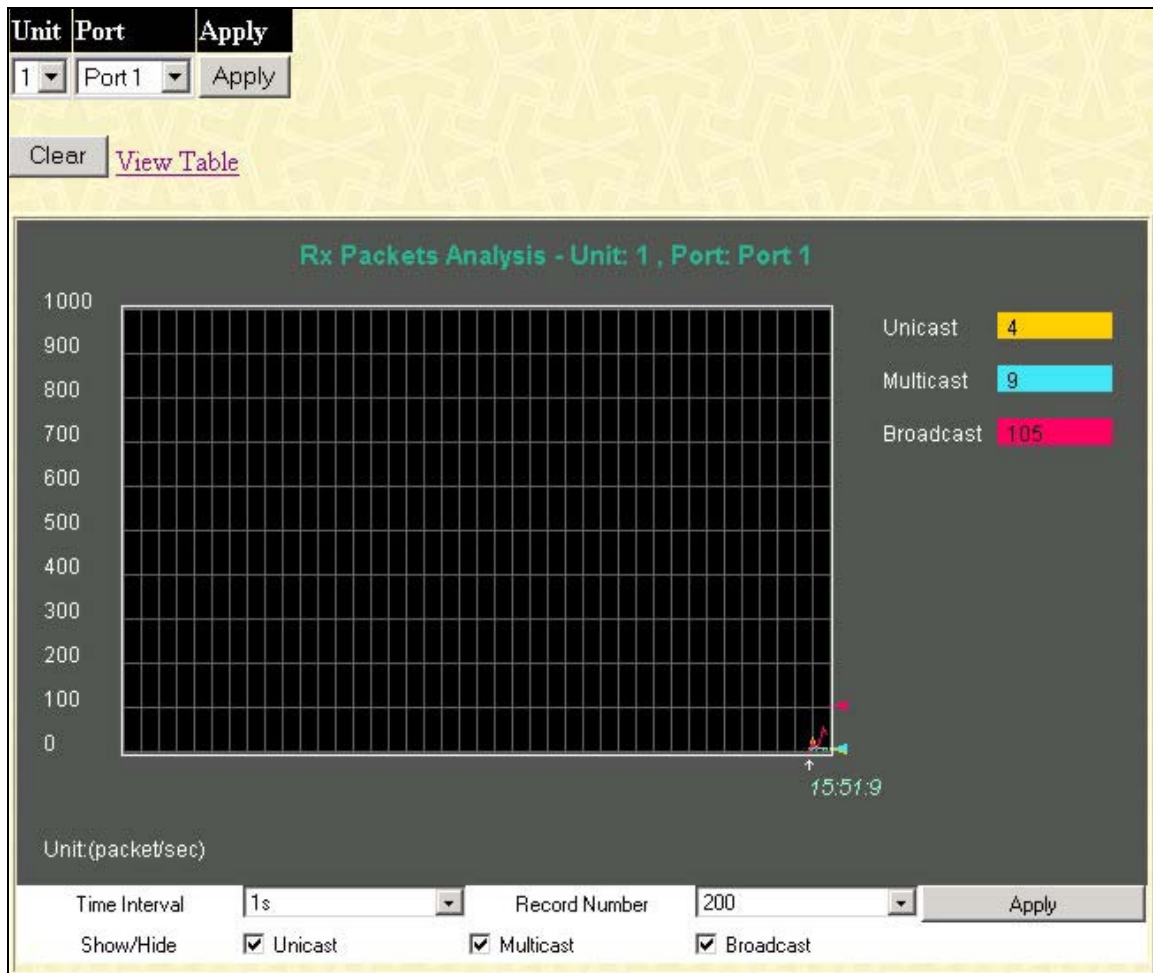 Unit Port Apply
1 Port 1 Apply
Clear View Table
Rx Packets Analysis - Unit: 1 , Port: Port 1
1000
900
800
700
600
500
400
300
200
100
0
Unicast 4
Multicast 9
Broadcast 105
15:51:9
Unit:(packet/sec)
Time Interval 1s Record Number 200 Apply
Show/Hide Unicast Multicast Broadcast